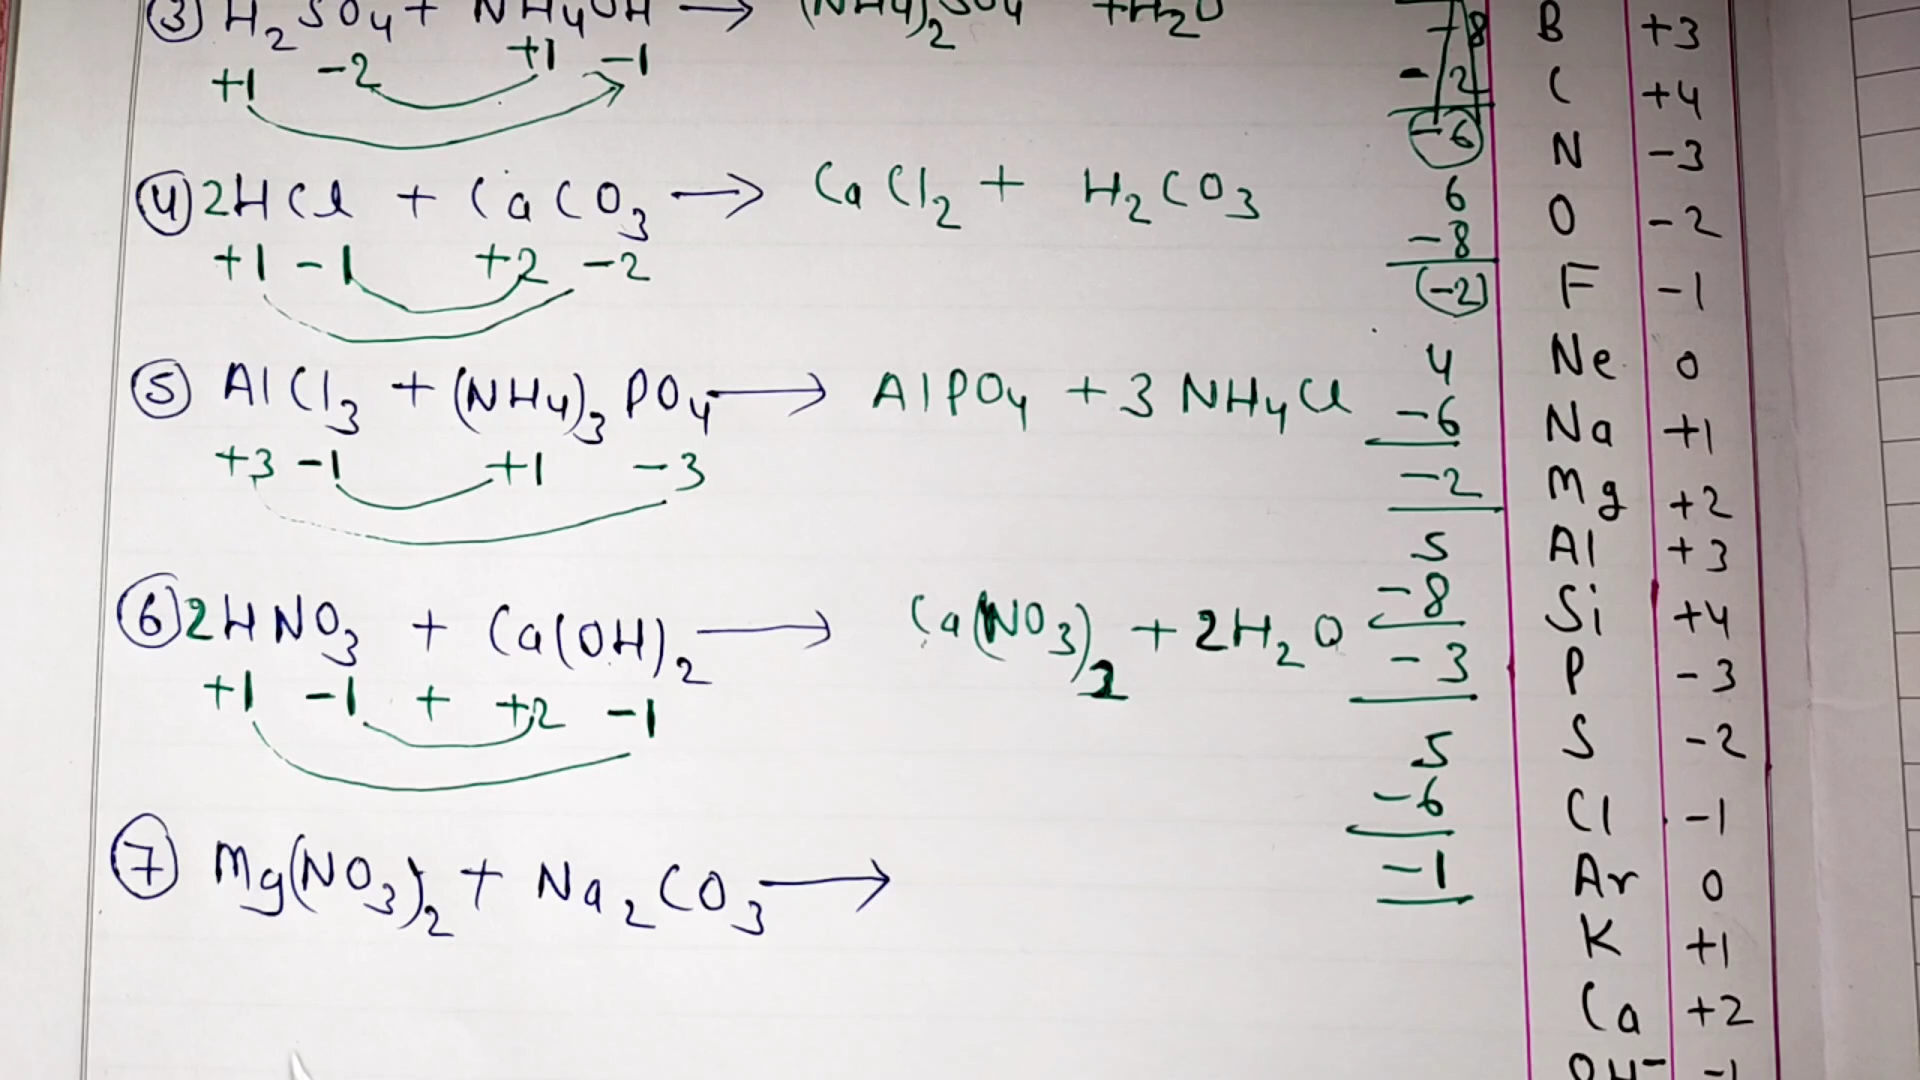 ③ H₂SO₄ + NH₄OH → (NH₄)₂SO₄ + H₂O
+1 -2 +1 -1
④ 2HCl + CaCO₃ → CaCl₂ + H₂CO₃
+1 -1 +2 -2
⑤ AlCl₃ + (NH₄)₃PO₄ → AlPO₄ + 3NH₄Cl
+3 -1 +1 -3
⑥ 2HNO₃ + Ca(OH)₂ → Ca(NO₃)₂ + 2H₂O
+1 -1 + +2 -1
⑦ Mg(NO₃)₂ + Na₂CO₃ →
-2
-6
6
-8
-2
4
-6
-2
5
-8
-3
5
-6
-1
B +3
C +4
N -3
O -2
F -1
Ne 0
Na +1
Mg +2
Al +3
Si +4
P -3
S -2
Cl -1
Ar 0
K +1
Ca +2
OH⁻ -1